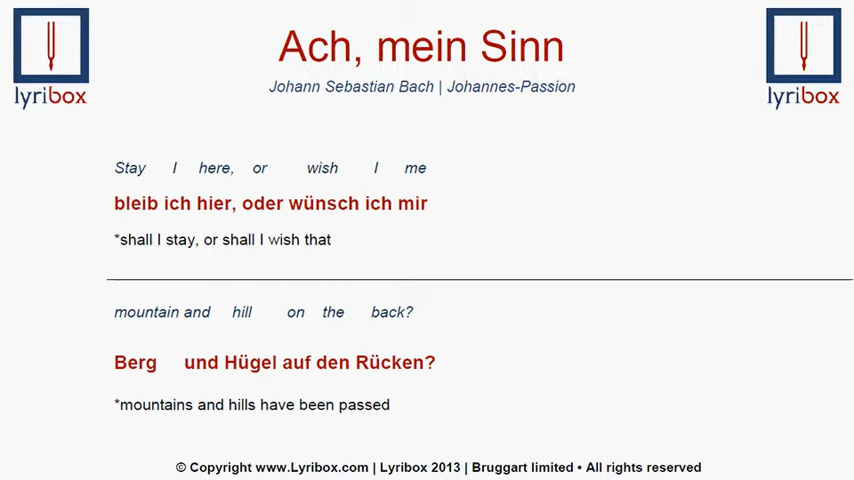 Ach, mein Sinn
Johann Sebastian Bach | Johannes-Passion
lyribox
lyribox
Stay I here, or wish I me
bleib ich hier, oder wünsch ich mir
*shall I stay, or shall I wish that
mountain and hill on the back?
Berg und Hügel auf den Rücken?
*mountains and hills have been passed
© Copyright www.Lyribox.com | Lyribox 2013 | Bruggart limited • All rights reserved